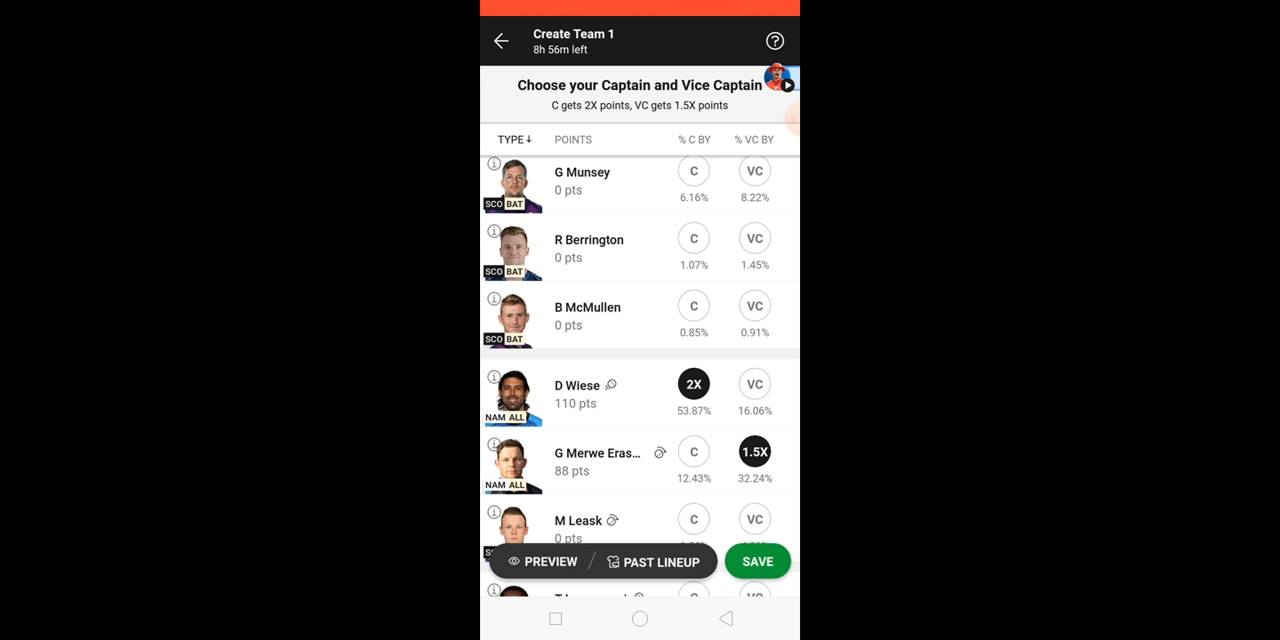 Create Team 1
8h 56m left
Choose your Captain and Vice Captain
C gets 2X points, VC gets 1.5X points
TYPE↓ POINTS % C BY % VC BY
G Munsey C VC
0 pts 6.16% 8.22%
SCO BAT
R Berrington C VC
0 pts 1.07% 1.45%
SCO BAT
B McMullen C VC
0 pts 0.85% 0.91%
SCO BAT
D Wiese 2X VC
110 pts 53.87% 16.06%
NAM ALL
G Merwe Eras... C 1.5X
88 pts 12.43% 32.24%
NAM ALL
M Leask C VC
0 pts
PREVIEW / PAST LINEUP SAVE
C VC